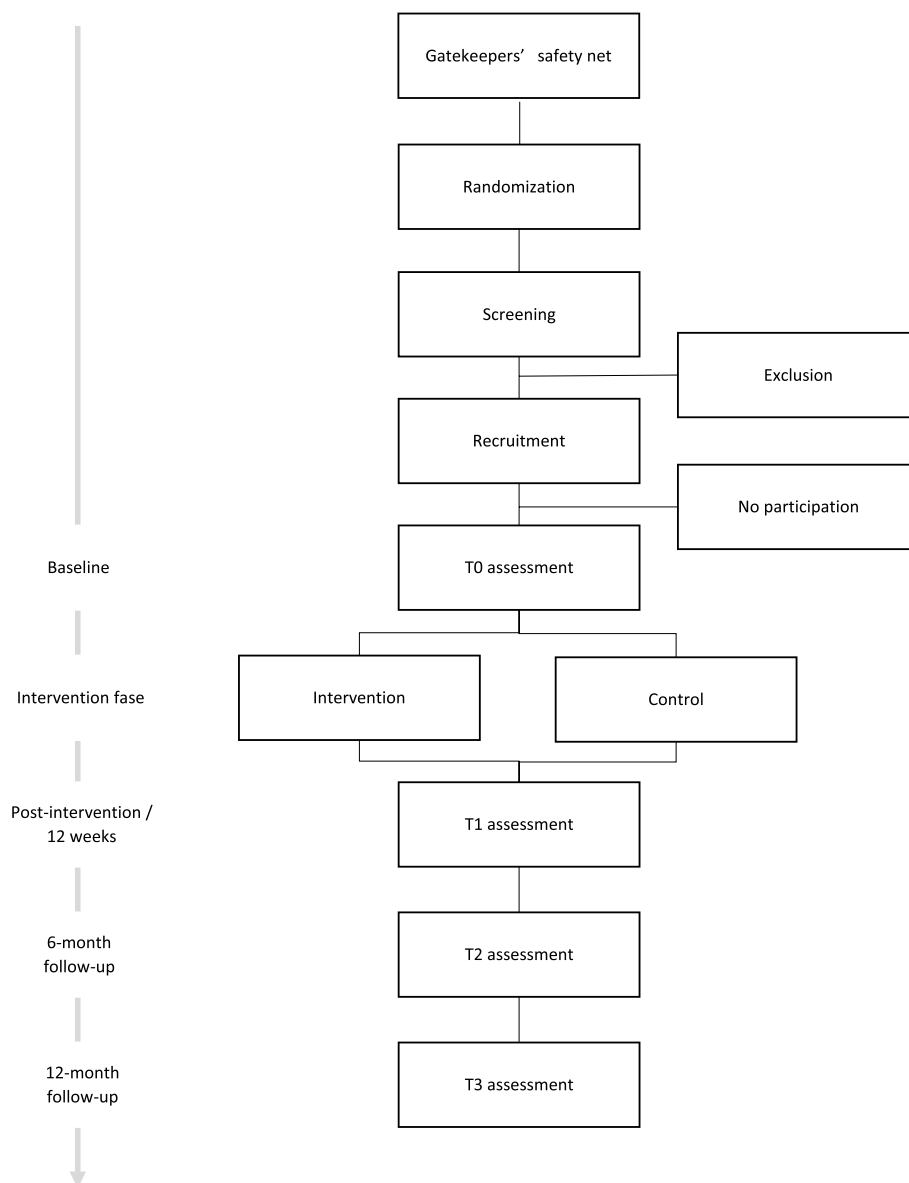 Gatekeepers’ safety net
Randomization
Screening
Exclusion
Recruitment
No participation
Baseline
T0 assessment
Intervention fase
Intervention
Control
Post-intervention /
12 weeks
T1 assessment
6-month
follow-up
T2 assessment
12-month
follow-up
T3 assessment